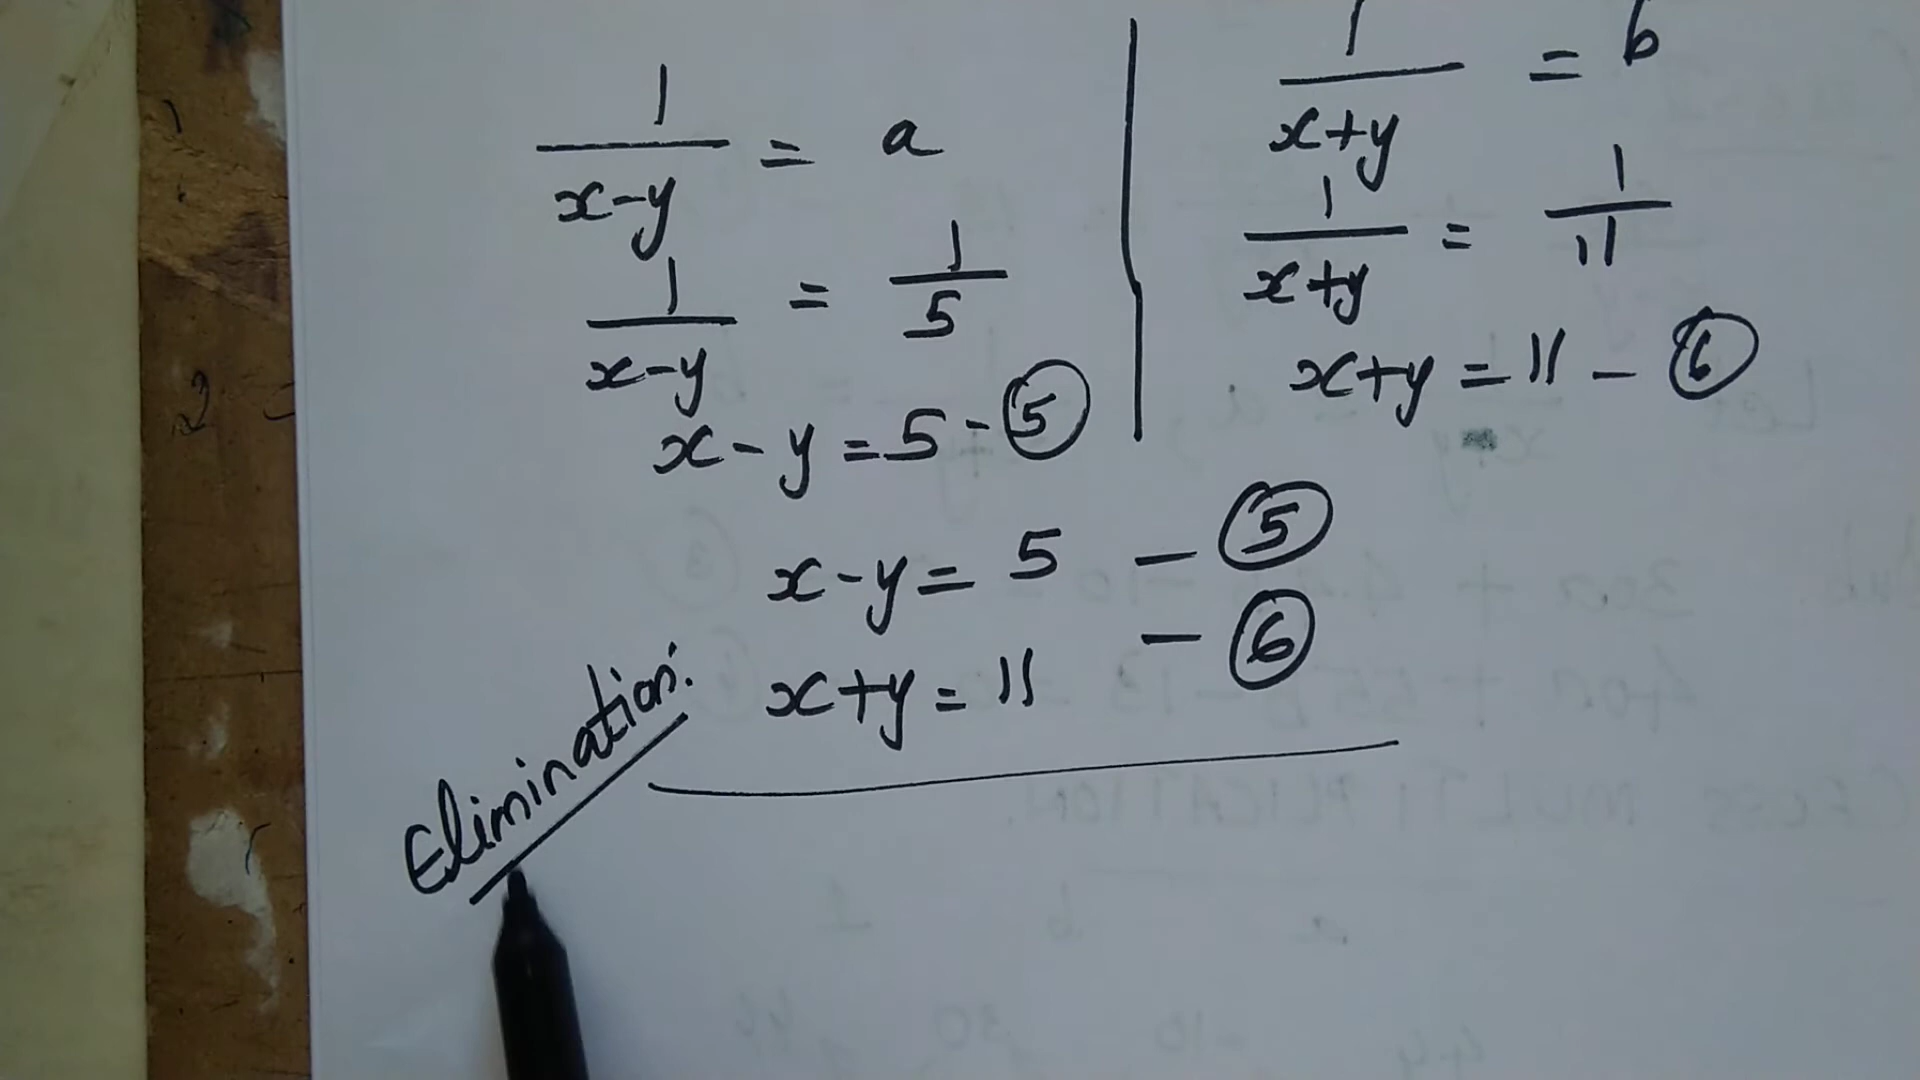 1/(x-y) = a
1/(x-y) = 1/5
x - y = 5 - ⑤
1/(x+y) = b
1/(x+y) = 1/11
x+y = 11 - ⑥
x-y = 5 - ⑤
x+y = 11 - ⑥
Elimination: